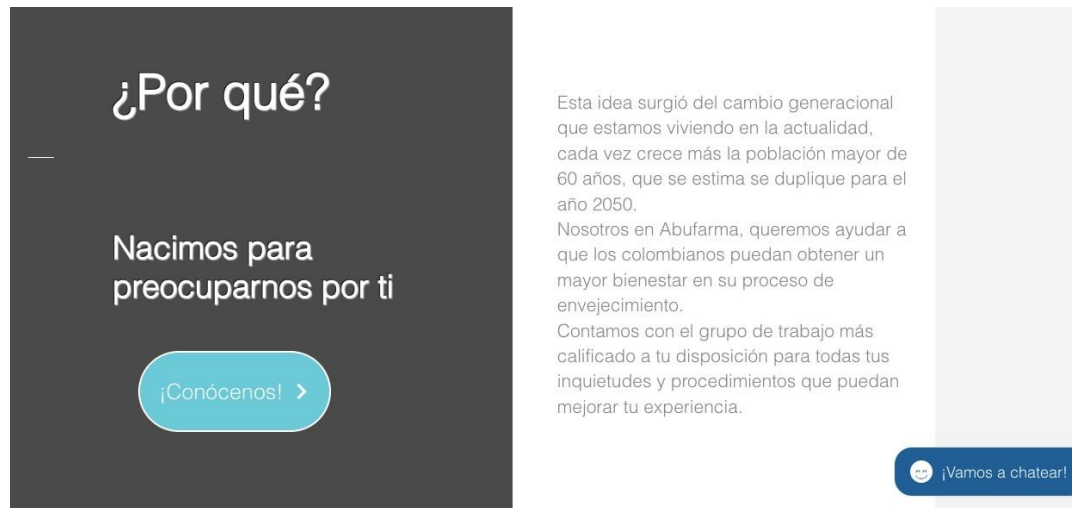 ¿Por qué?
Nacimos para
preocuparnos por ti
¡Conócenos!
Esta idea surgió del cambio generacional
que estamos viviendo en la actualidad,
cada vez crece más la población mayor de
60 años, que se estima se duplique para el
año 2050.
Nosotros en Abufarma, queremos ayudar a
que los colombianos puedan obtener un
mayor bienestar en su proceso de
envejecimiento.
Contamos con el grupo de trabajo más
calificado a tu disposición para todas tus
inquietudes y procedimientos que puedan
mejorar tu experiencia.
¡Vamos a chatear!